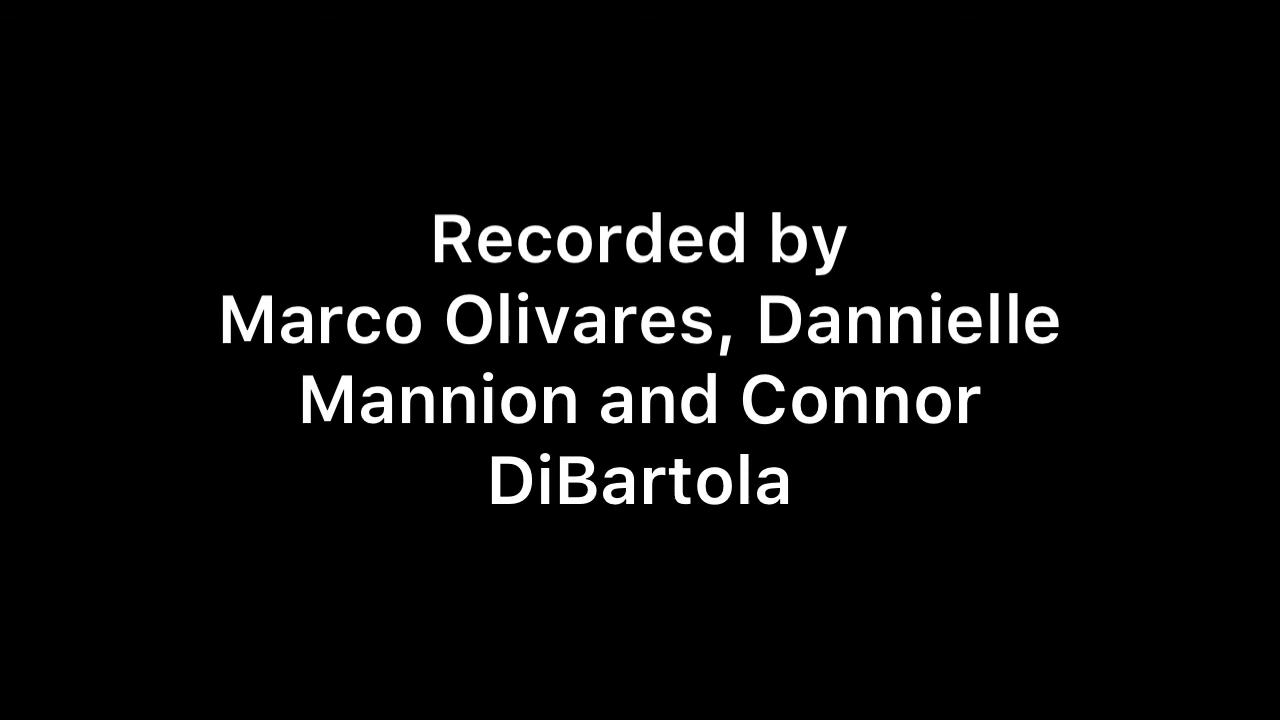 Recorded by
Marco Olivares, Dannielle
Mannion and Connor
DiBartola